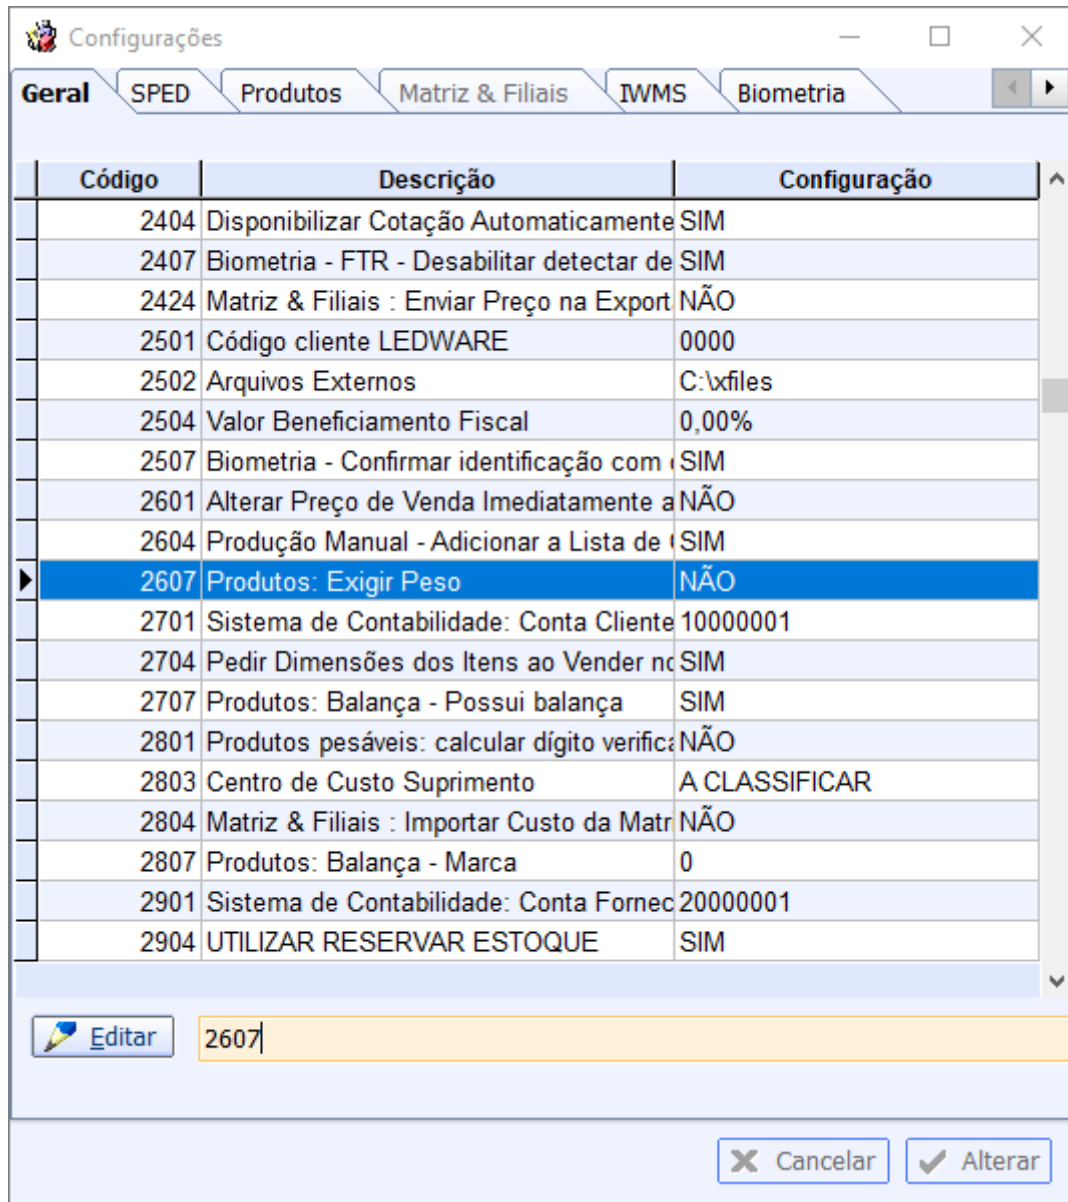 Configurações
Geral SPED Produtos Matriz & Filiais IWMS Biometria
Código Descrição Configuração
2404 Disponibilizar Cotação Automaticamente SIM
2407 Biometria - FTR - Desabilitar detectar de SIM
2424 Matriz & Filiais : Enviar Preço na Export NÃO
2501 Código cliente LEDWARE 0000
2502 Arquivos Externos C:\xfiles
2504 Valor Beneficiamento Fiscal 0,00%
2507 Biometria - Confirmar identificação com SIM
2601 Alterar Preço de Venda Imediatamente a NÃO
2604 Produção Manual - Adicionar a Lista de SIM
2607 Produtos: Exigir Peso NÃO
2701 Sistema de Contabilidade: Conta Cliente 10000001
2704 Pedir Dimensões dos Itens ao Vender no SIM
2707 Produtos: Balança - Possui balança SIM
2801 Produtos pesáveis: calcular dígito verifica NÃO
2803 Centro de Custo Suprimento A CLASSIFICAR
2804 Matriz & Filiais : Importar Custo da Matri NÃO
2807 Produtos: Balança - Marca 0
2901 Sistema de Contabilidade: Conta Fornec 20000001
2904 UTILIZAR RESERVAR ESTOQUE SIM
Editar 2607
Cancelar Alterar